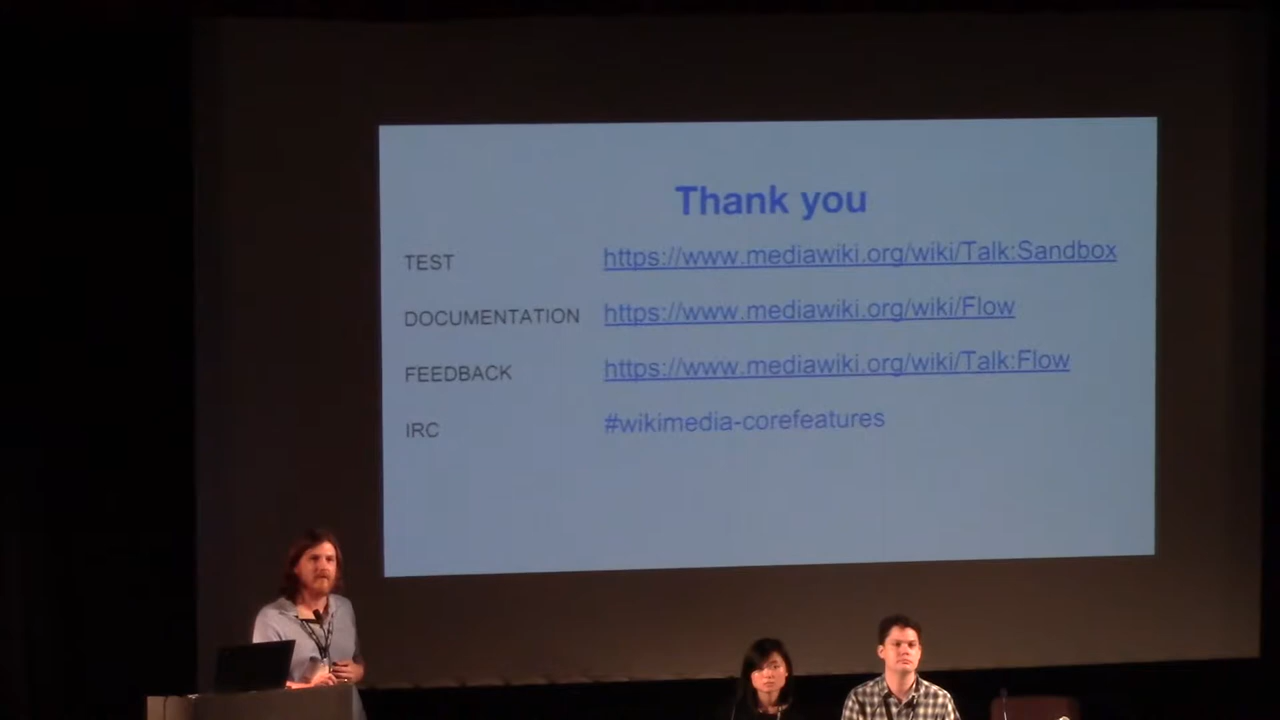 Thank you
TEST https://www.mediawiki.org/wiki/Talk:Sandbox
DOCUMENTATION https://www.mediawiki.org/wiki/Flow
FEEDBACK https://www.mediawiki.org/wiki/Talk:Flow
IRC #wikimedia-corefeatures